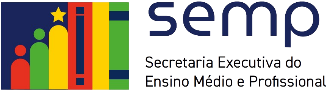 semp
Secretaria Executiva do
Ensino Médio e Profissional